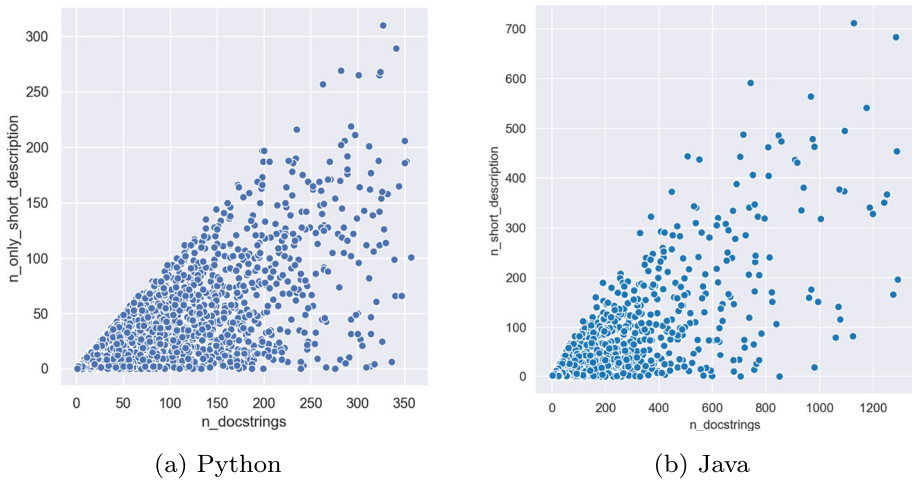 300
250
200
150
100
50
0
n_only_short_description
0 50 100 150 200 250 300 350
n_docstrings
(a) Python
700
600
500
400
300
200
100
0
n_short_description
0 200 400 600 800 1000 1200
n_docstrings
(b) Java